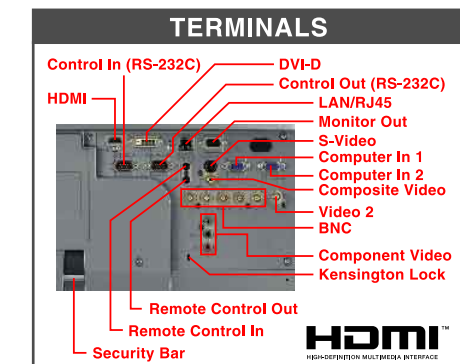 TERMINALS
Control In (RS-232C)
DVI-D
Control Out (RS-232C)
HDMI
LAN/RJ45
Monitor Out
S-Video
Computer In 1
Computer In 2
Composite Video
Video 2
BNC
Component Video
Kensington Lock
Remote Control Out
Remote Control In
Security Bar
HDMI™
HIGH-DEFINITION MULTIMEDIA INTERFACE